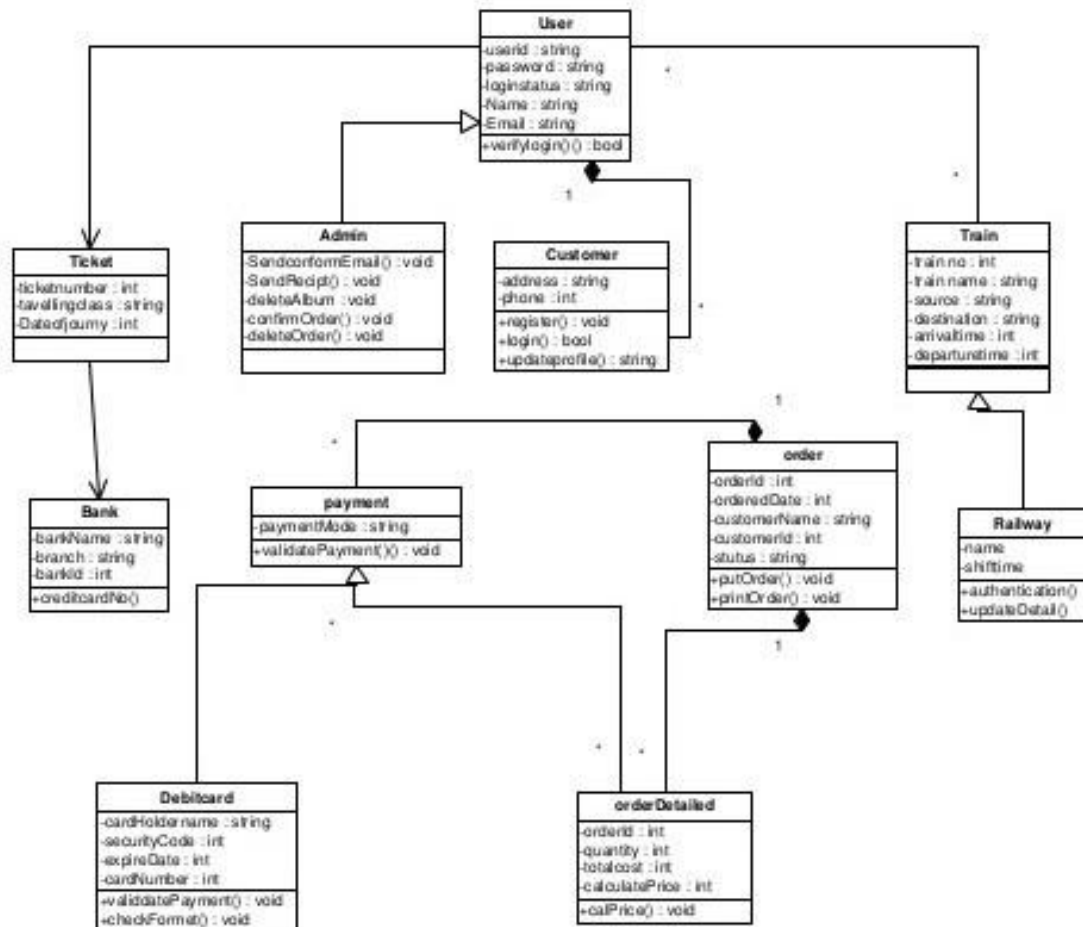 User
-userid : string
-password : string
-loginstatus : string
-Name : string
-Email : string
+verifylogin()() : bool
*
1
*
Admin
-SendconformEmail() : void
-SendRecipt() : void
-deleteAlbum : void
-confirmOrder() : void
-deleteOrder() : void
Customer
-address : string
-phone : int
+register() : void
+login() : bool
+updateprofile() : string
*
Train
-train no : int
-train name : string
-source : string
-destination : string
-arrivaltime : int
-departuretime : int
Ticket
-ticketnumber : int
-tavellingclass : string
-Dateofjourny : int
1
*
order
-orderId : int
-orderedDate : int
-customerName : string
-customerId : int
-stutus : string
+putOrder() : void
+printOrder() : void
1
payment
-paymentMode : string
+validatePayment()() : void
*
Bank
-bankName : string
-branch : string
-bankId : int
+creditcardNo()
Railway
-name
-shifttime
+authentication()
+updateDetail()
*
*
Debitcard
-cardHoldername : string
-securityCode : int
-expireDate : int
-cardNumber : int
+validdatePayment() : void
+checkFormet() : void
orderDetailed
-orderId : int
-quantity : int
-totalcost : int
-calculatePrice : int
+calPrice() : void